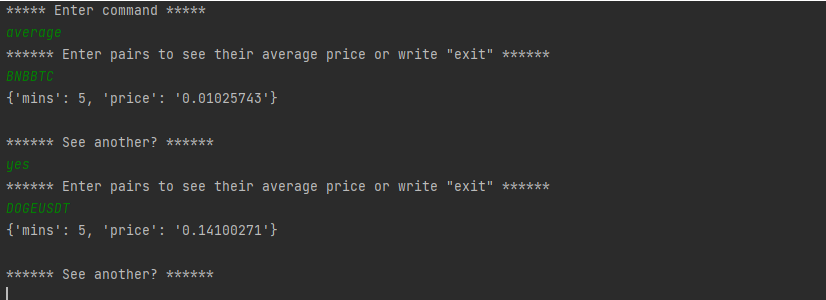 ***** Enter command *****
average
****** Enter pairs to see their average price or write "exit" ******
BNBBTC
{'mins': 5, 'price': '0.01025743'}
****** See another? ******
yes
****** Enter pairs to see their average price or write "exit" ******
DOGEUSDT
{'mins': 5, 'price': '0.14100271'}
****** See another? ******